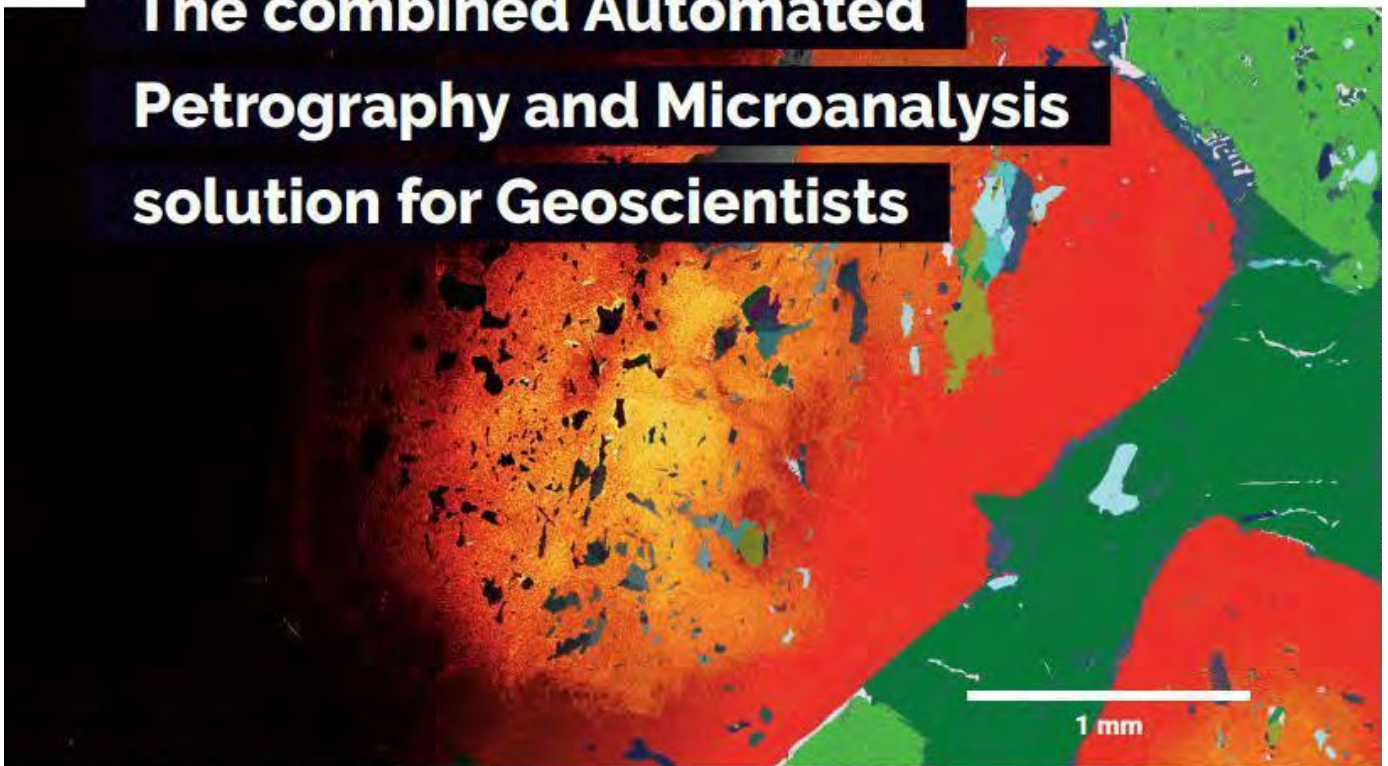 The combined Automated
Petrography and Microanalysis
solution for Geoscientists
1 mm